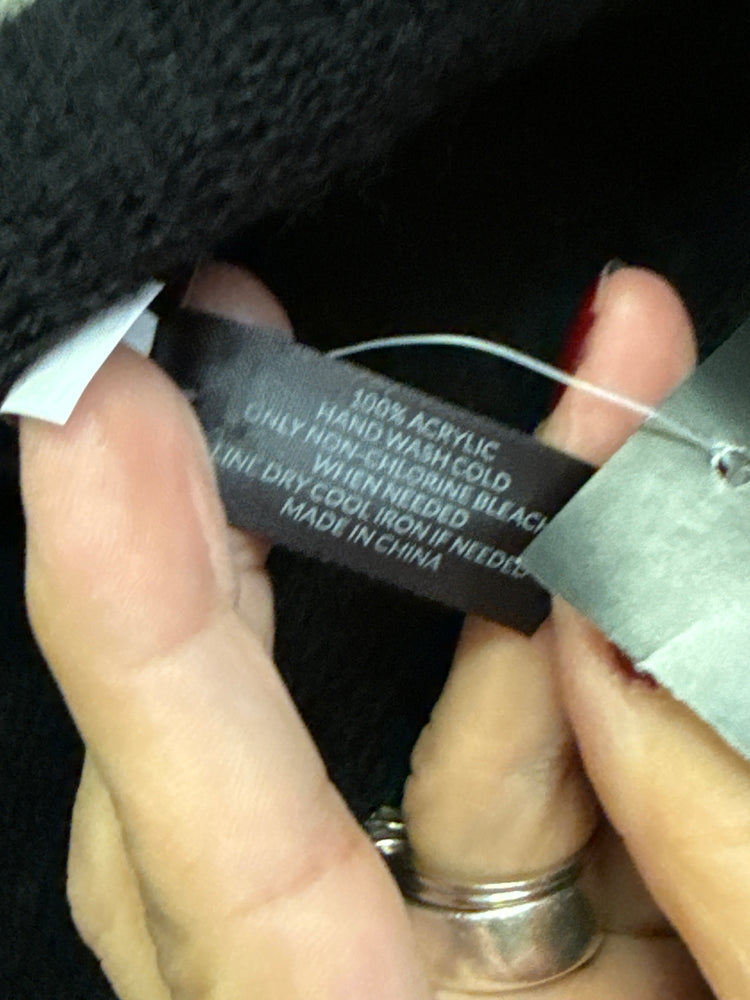 100% ACRYLIC
HAND WASH COLD
ONLY NON-CHLORINE BLEACH
WHEN NEEDED
LINE DRY COOL IRON IF NEEDED
MADE IN CHINA